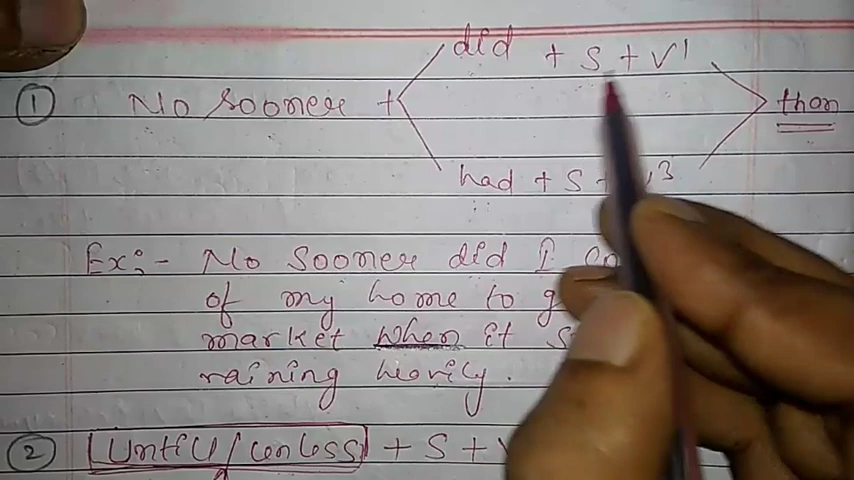 did + S + V1
① No sooner + than
had + S + 3
Ex:- No Sooner did I
of my home to g
market when it s
raining heavily.
② Until/unless + S +